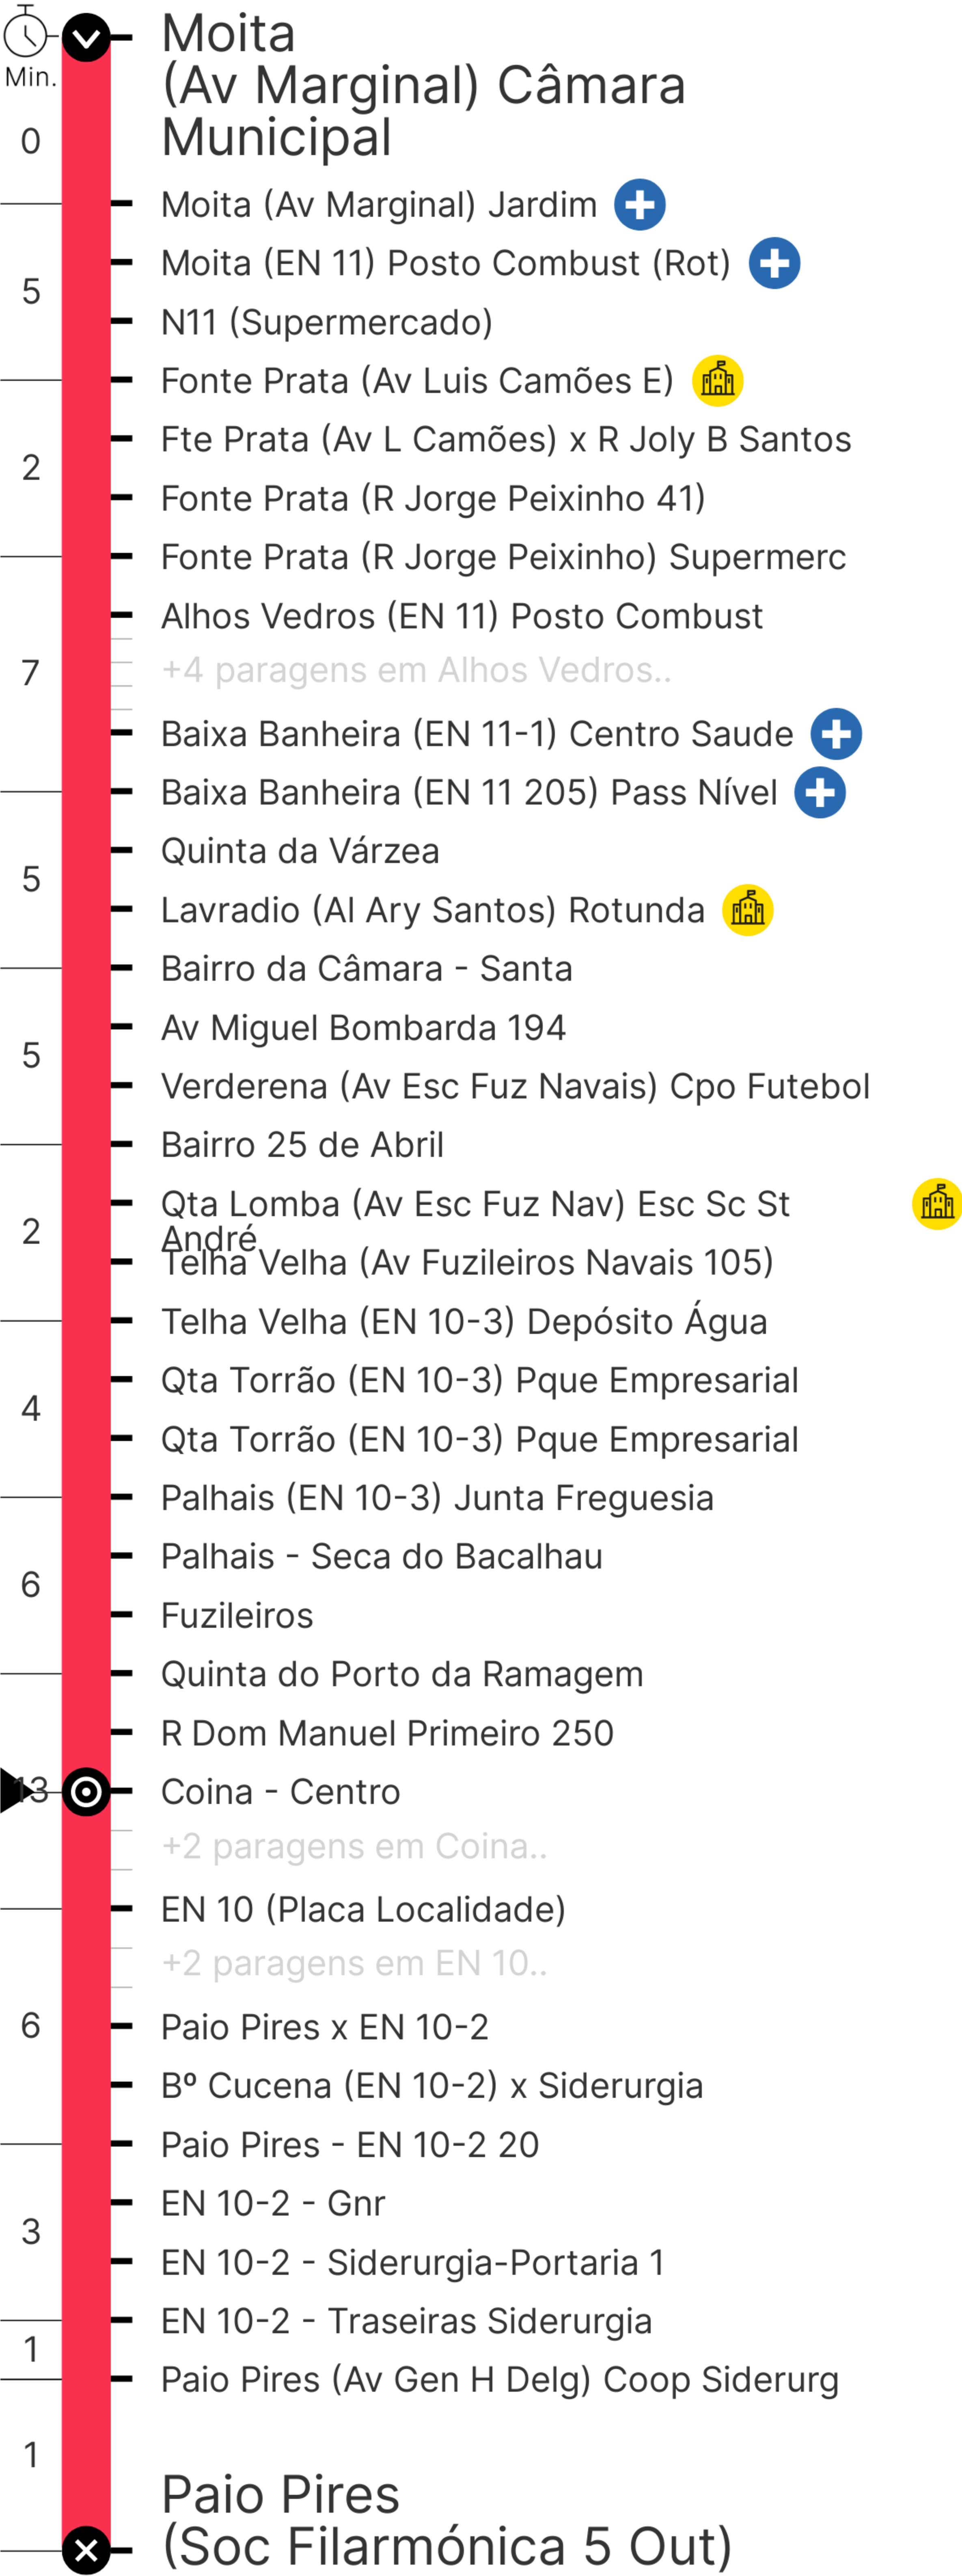 Min.
Moita
(Av Marginal) Câmara
Municipal
0
Moita (Av Marginal) Jardim
Moita (EN 11) Posto Combust (Rot)
5
N11 (Supermercado)
Fonte Prata (Av Luis Camões E)
Fte Prata (Av L Camões) x R Joly B Santos
2
Fonte Prata (R Jorge Peixinho 41)
Fonte Prata (R Jorge Peixinho) Supermerc
Alhos Vedros (EN 11) Posto Combust
7
+4 paragens em Alhos Vedros..
Baixa Banheira (EN 11-1) Centro Saude
Baixa Banheira (EN 11 205) Pass Nível
Quinta da Várzea
5
Lavradio (Al Ary Santos) Rotunda
Bairro da Câmara - Santa
Av Miguel Bombarda 194
5
Verderena (Av Esc Fuz Navais) Cpo Futebol
Bairro 25 de Abril
Qta Lomba (Av Esc Fuz Nav) Esc Sc St
André
2
Telha Velha (Av Fuzileiros Navais 105)
Telha Velha (EN 10-3) Depósito Água
Qta Torrão (EN 10-3) Pque Empresarial
4
Qta Torrão (EN 10-3) Pque Empresarial
Palhais (EN 10-3) Junta Freguesia
Palhais - Seca do Bacalhau
6
Fuzileiros
Quinta do Porto da Ramagem
R Dom Manuel Primeiro 250
13
Coina - Centro
+2 paragens em Coina..
EN 10 (Placa Localidade)
+2 paragens em EN 10..
6
Paio Pires x EN 10-2
Bº Cucena (EN 10-2) x Siderurgia
Paio Pires - EN 10-2 20
EN 10-2 - Gnr
3
EN 10-2 - Siderurgia-Portaria 1
EN 10-2 - Traseiras Siderurgia
1
Paio Pires (Av Gen H Delg) Coop Siderurg
1
Paio Pires
(Soc Filarmónica 5 Out)